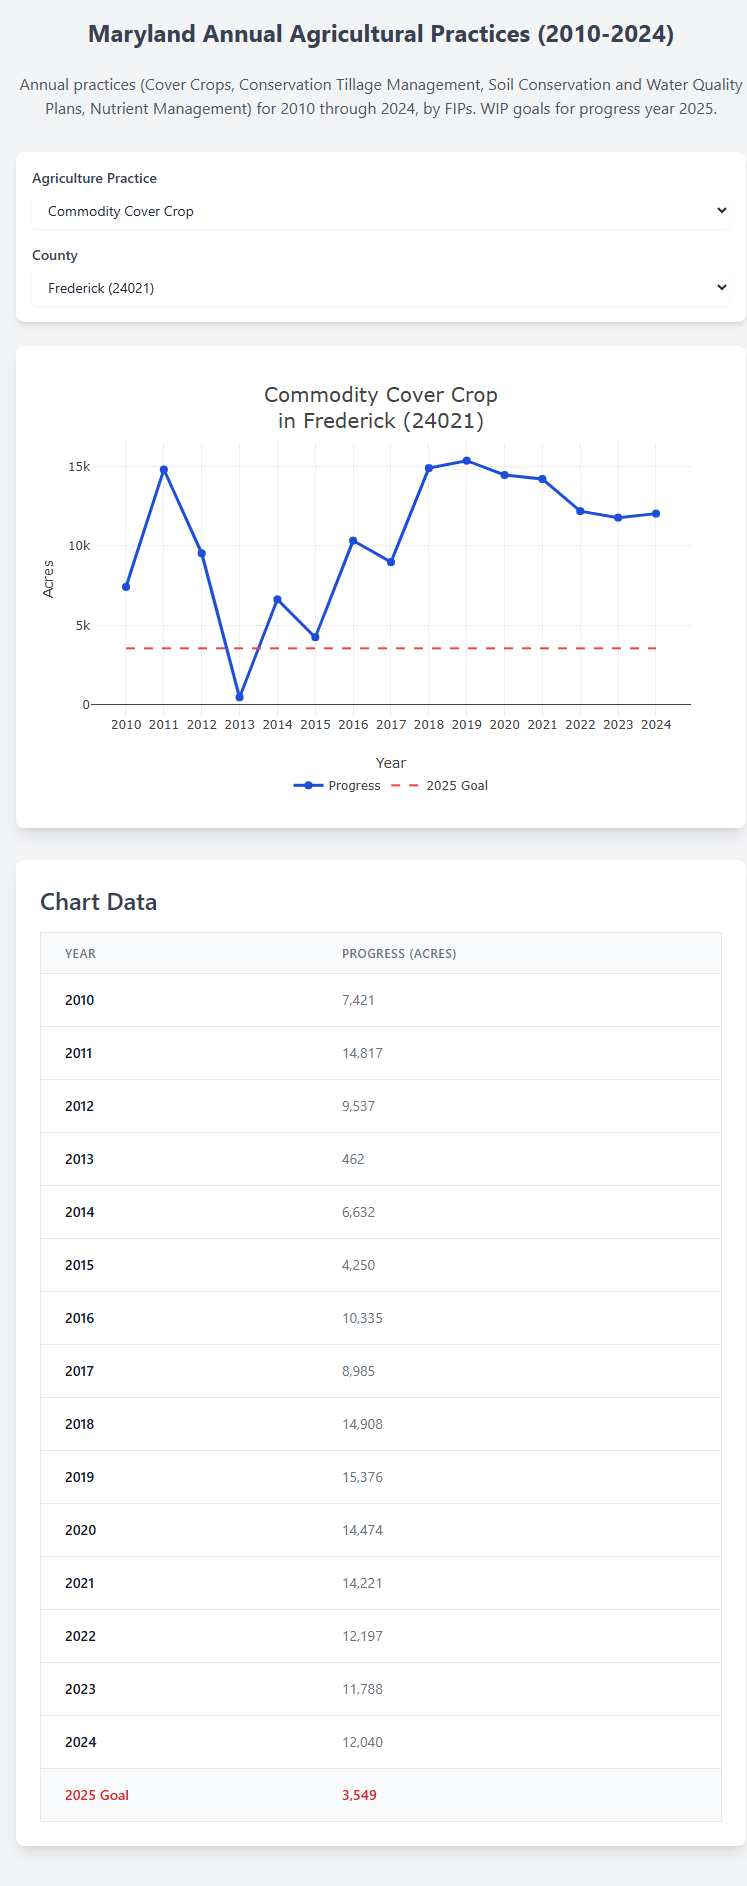 Maryland Annual Agricultural Practices (2010-2024)
Annual practices (Cover Crops, Conservation Tillage Management, Soil Conservation and Water Quality
Plans, Nutrient Management) for 2010 through 2024, by FIPs. WIP goals for progress year 2025.
Agriculture Practice
Commodity Cover Crop
County
Frederick (24021)
Commodity Cover Crop
in Frederick (24021)
15k
10k
5k
0
Acres
2010 2011 2012 2013 2014 2015 2016 2017 2018 2019 2020 2021 2022 2023 2024
Year
Progress 2025 Goal
Chart Data
YEAR PROGRESS (ACRES)
2010 7,421
2011 14,817
2012 9,537
2013 462
2014 6,632
2015 4,250
2016 10,335
2017 8,985
2018 14,908
2019 15,376
2020 14,474
2021 14,221
2022 12,197
2023 11,788
2024 12,040
2025 Goal 3,549